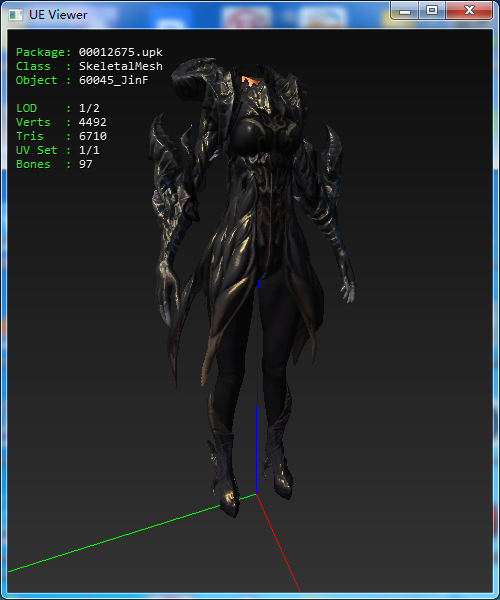 UE Viewer
Package: 00012675.upk
Class : SkeletalMesh
Object : 60045_JinF
LOD : 1/2
Verts : 4492
Tris : 6710
UV Set : 1/1
Bones : 97